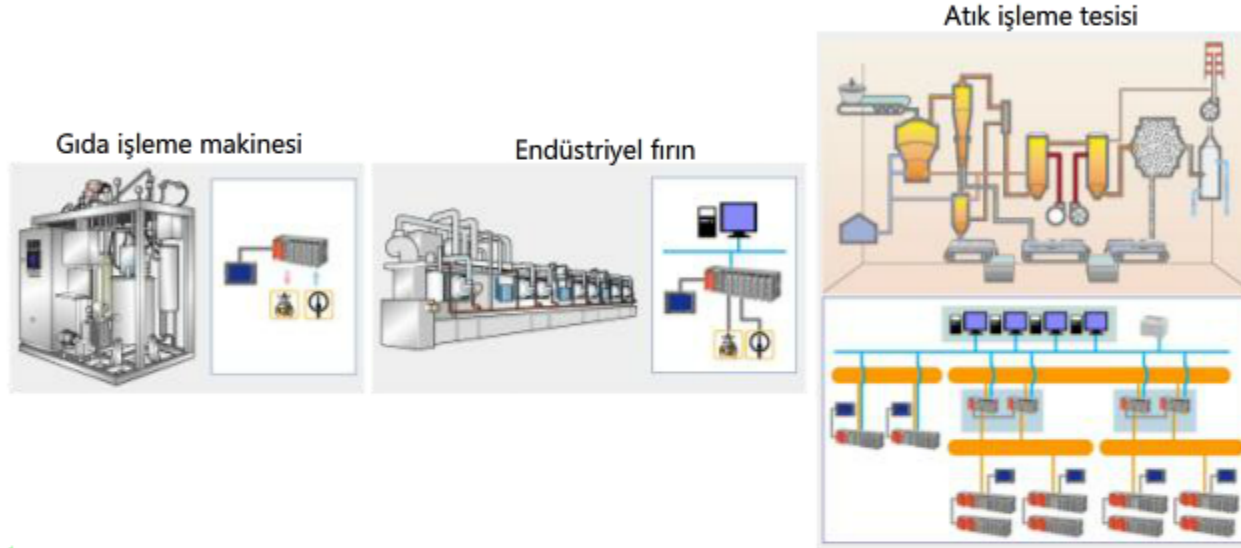 Atık işleme tesisi
Gıda işleme makinesi
Endüstriyel fırın